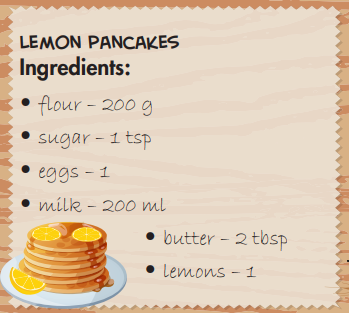 LEMON PANCAKES
Ingredients:
• flour – 200 g
• sugar – 1 tsp
• eggs – 1
• milk – 200 ml
• butter – 2 tbsp
• lemons – 1